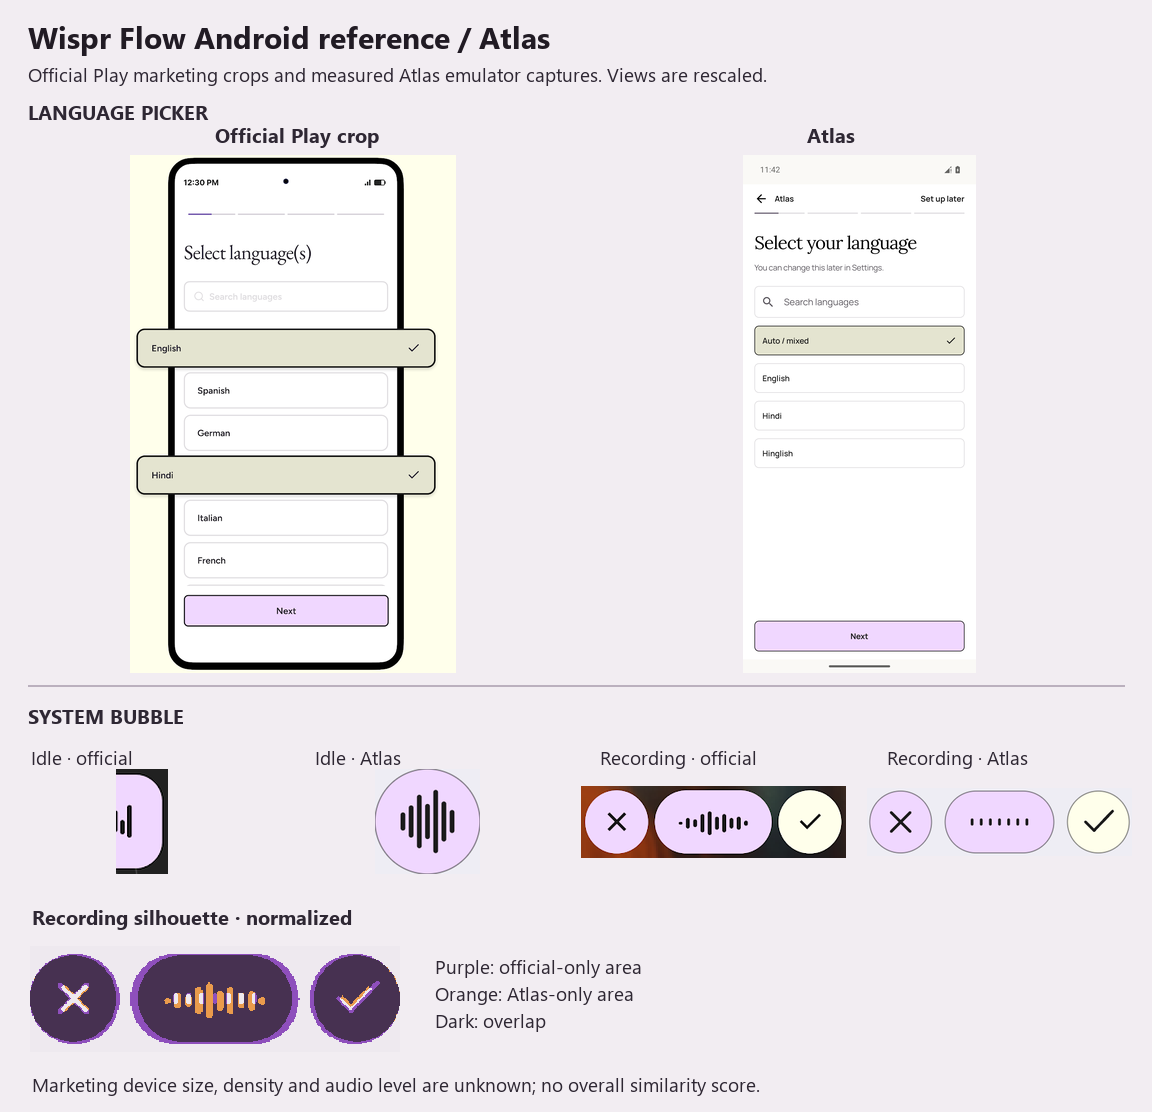 Wispr Flow Android reference / Atlas
Official Play marketing crops and measured Atlas emulator captures. Views are rescaled.
LANGUAGE PICKER
Official Play crop
12:30 PM
Select language(s)
Search languages
English
Spanish
German
Hindi
Italian
French
Next
Atlas
11:42
Atlas
Set up later
Select your language
You can change this later in Settings.
Search languages
Auto / mixed
English
Hindi
Hinglish
Next
SYSTEM BUBBLE
Idle · official
Idle · Atlas
Recording · official
Recording · Atlas
Recording silhouette · normalized
Purple: official-only area
Orange: Atlas-only area
Dark: overlap
Marketing device size, density and audio level are unknown; no overall similarity score.